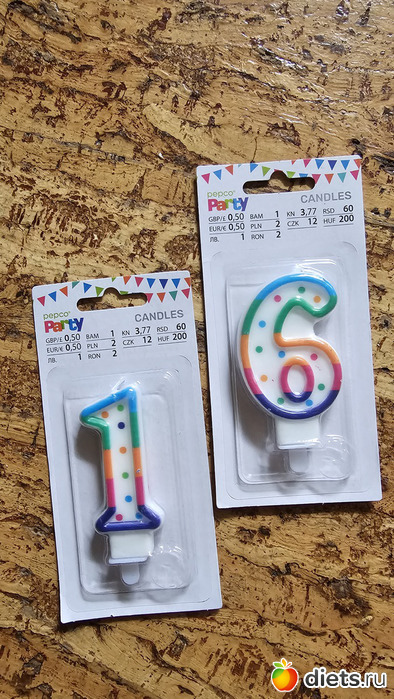 pepco®
Party
CANDLES
GBP/£ 0,50 BAM 1 KN 3,77 RSD 60
EUR/€ 0,50 PLN 2 CZK 12 HUF 200
ЛВ. 1 RON 2
6
pepco®
Party
CANDLES
GBP/£ 0,50 BAM 1 KN 3,77 RSD 60
EUR/€ 0,50 PLN 2 CZK 12 HUF 200
ЛВ. 1 RON 2
1
diets.ru